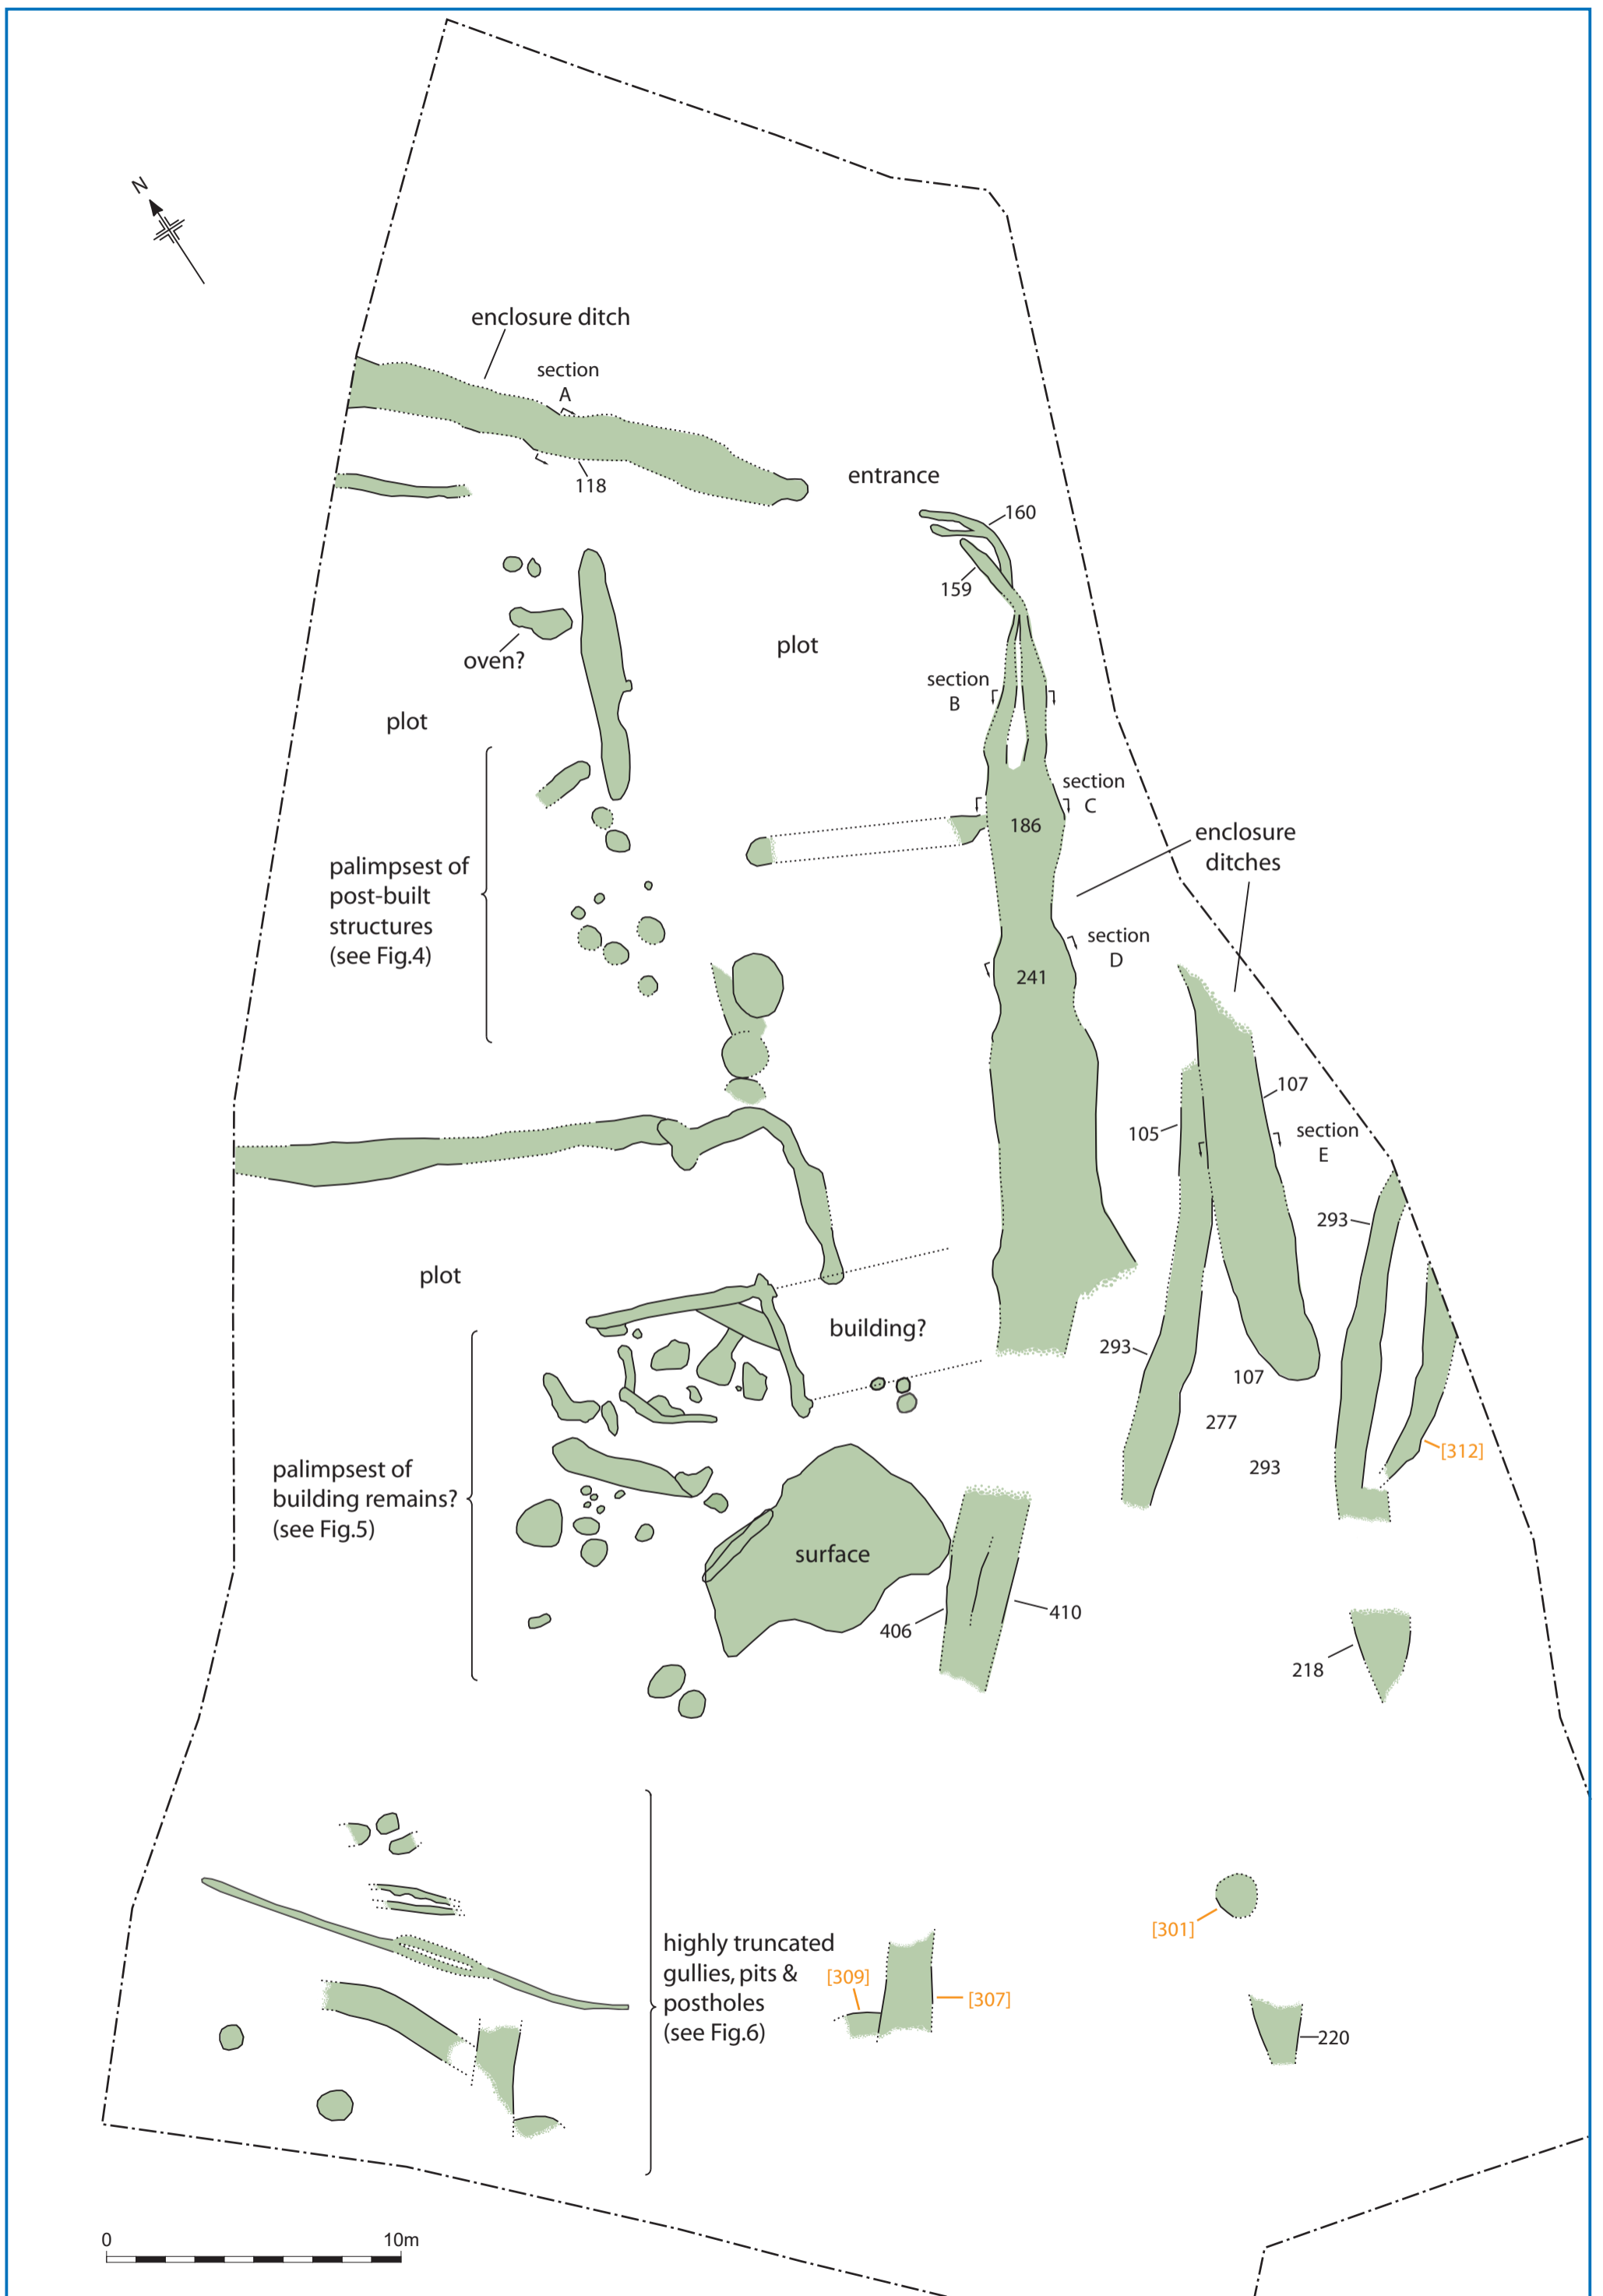 N
enclosure ditch
section
A
118
entrance
160
159
oven?
plot
plot
section
B
section
C
186
enclosure
ditches
palimpsest of
post-built
structures
(see Fig.4)
section
D
241
107
105
section
E
293
plot
building?
293
107
277
293
[312]
palimpsest of
building remains?
(see Fig.5)
surface
406
410
218
highly truncated
gullies, pits &
postholes
(see Fig.6)
[309]
[307]
[301]
220
0
10m